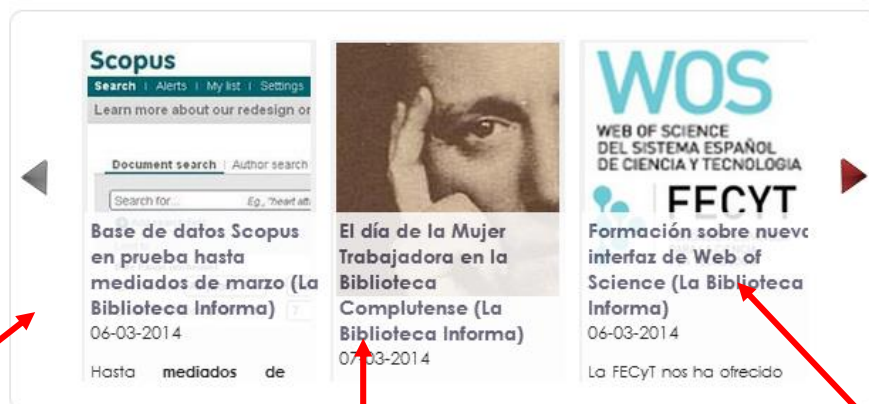 Scopus
Search | Alerts | My list | Settings
Learn more about our redesign or
Document search | Author search
Search for... Eg., "heart att
Base de datos Scopus
en prueba hasta
mediados de marzo (La
Biblioteca Informa) 7
06-03-2014
Hasta mediados de
El día de la Mujer
Trabajadora en la
Biblioteca
Complutense (La
Biblioteca Informa)
07-03-2014
WOS
WEB OF SCIENCE
DEL SISTEMA ESPAÑOL
DE CIENCIA Y TECNOLOGIA
FECYT
Formación sobre nueva
interfaz de Web of
Science (La Biblioteca
Informa)
06-03-2014
La FECyT nos ha ofrecido